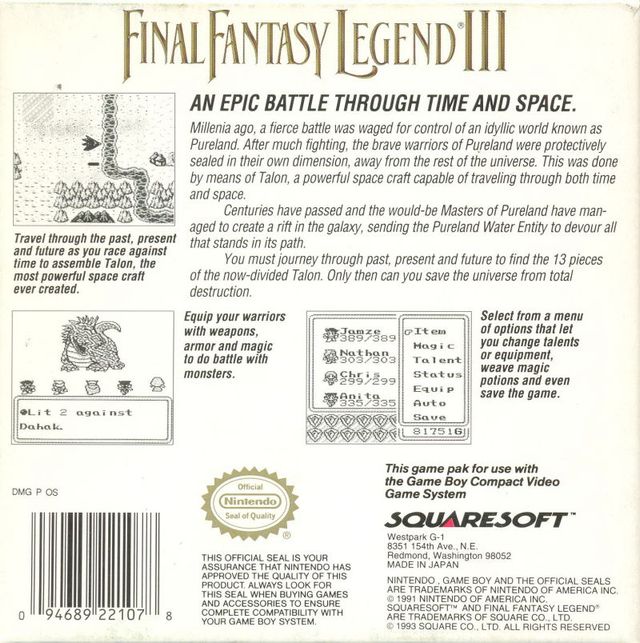 FINAL FANTASY LEGEND® III
AN EPIC BATTLE THROUGH TIME AND SPACE.
Millenia ago, a fierce battle was waged for control of an idyllic world known as
Pureland. After much fighting, the brave warriors of Pureland were protectively
sealed in their own dimension, away from the rest of the universe. This was done
by means of Talon, a powerful space craft capable of traveling through both time
and space.
Centuries have passed and the would-be Masters of Pureland have man-
aged to create a rift in the galaxy, sending the Pureland Water Entity to devour all
that stands in its path.
You must journey through past, present and future to find the 13 pieces
of the now-divided Talon. Only then can you save the universe from total
destruction.
Travel through the past, present
and future as you race against
time to assemble Talon, the
most powerful space craft
ever created.
Lit 2 against
Dahak.
Equip your warriors
with weapons,
armor and magic
to do battle with
monsters.
Jamze
389/389
Nathan
303/303
Chris
299/299
Anita
335/335
Item
Magic
Talent
Status
Equip
Auto
Save
81751G
Select from a menu
of options that let
you change talents
or equipment,
weave magic
potions and even
save the game.
DMG P OS
0 94689 22107 8
Official
Nintendo
Seal of Quality
®
THIS OFFICIAL SEAL IS YOUR
ASSURANCE THAT NINTENDO HAS
APPROVED THE QUALITY OF THIS
PRODUCT. ALWAYS LOOK FOR
THIS SEAL WHEN BUYING GAMES
AND ACCESSORIES TO ENSURE
COMPLETE COMPATIBILITY WITH
YOUR GAME BOY SYSTEM.
This game pak for use with
the Game Boy Compact Video
Game System
SQUARESOFT™
Westpark G-1
8351 154th Ave., N.E.
Redmond, Washington 98052
MADE IN JAPAN
NINTENDO, GAME BOY AND THE OFFICIAL SEALS
ARE TRADEMARKS OF NINTENDO OF AMERICA INC.
© 1991 NINTENDO OF AMERICA INC.
SQUARESOFT™ AND FINAL FANTASY LEGEND®
ARE TRADEMARKS OF SQUARE CO., LTD.
© 1993 SQUARE CO., LTD. ALL RIGHTS RESERVED